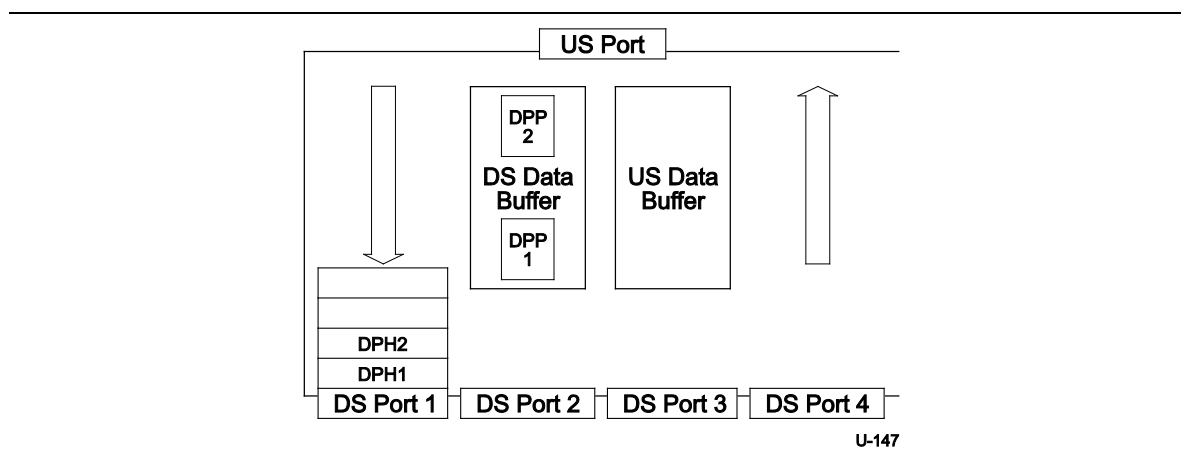 US Port
DPP
2
DS Data
Buffer
DPP
1
US Data
Buffer
DPH2
DPH1
DS Port 1
DS Port 2
DS Port 3
DS Port 4
U-147